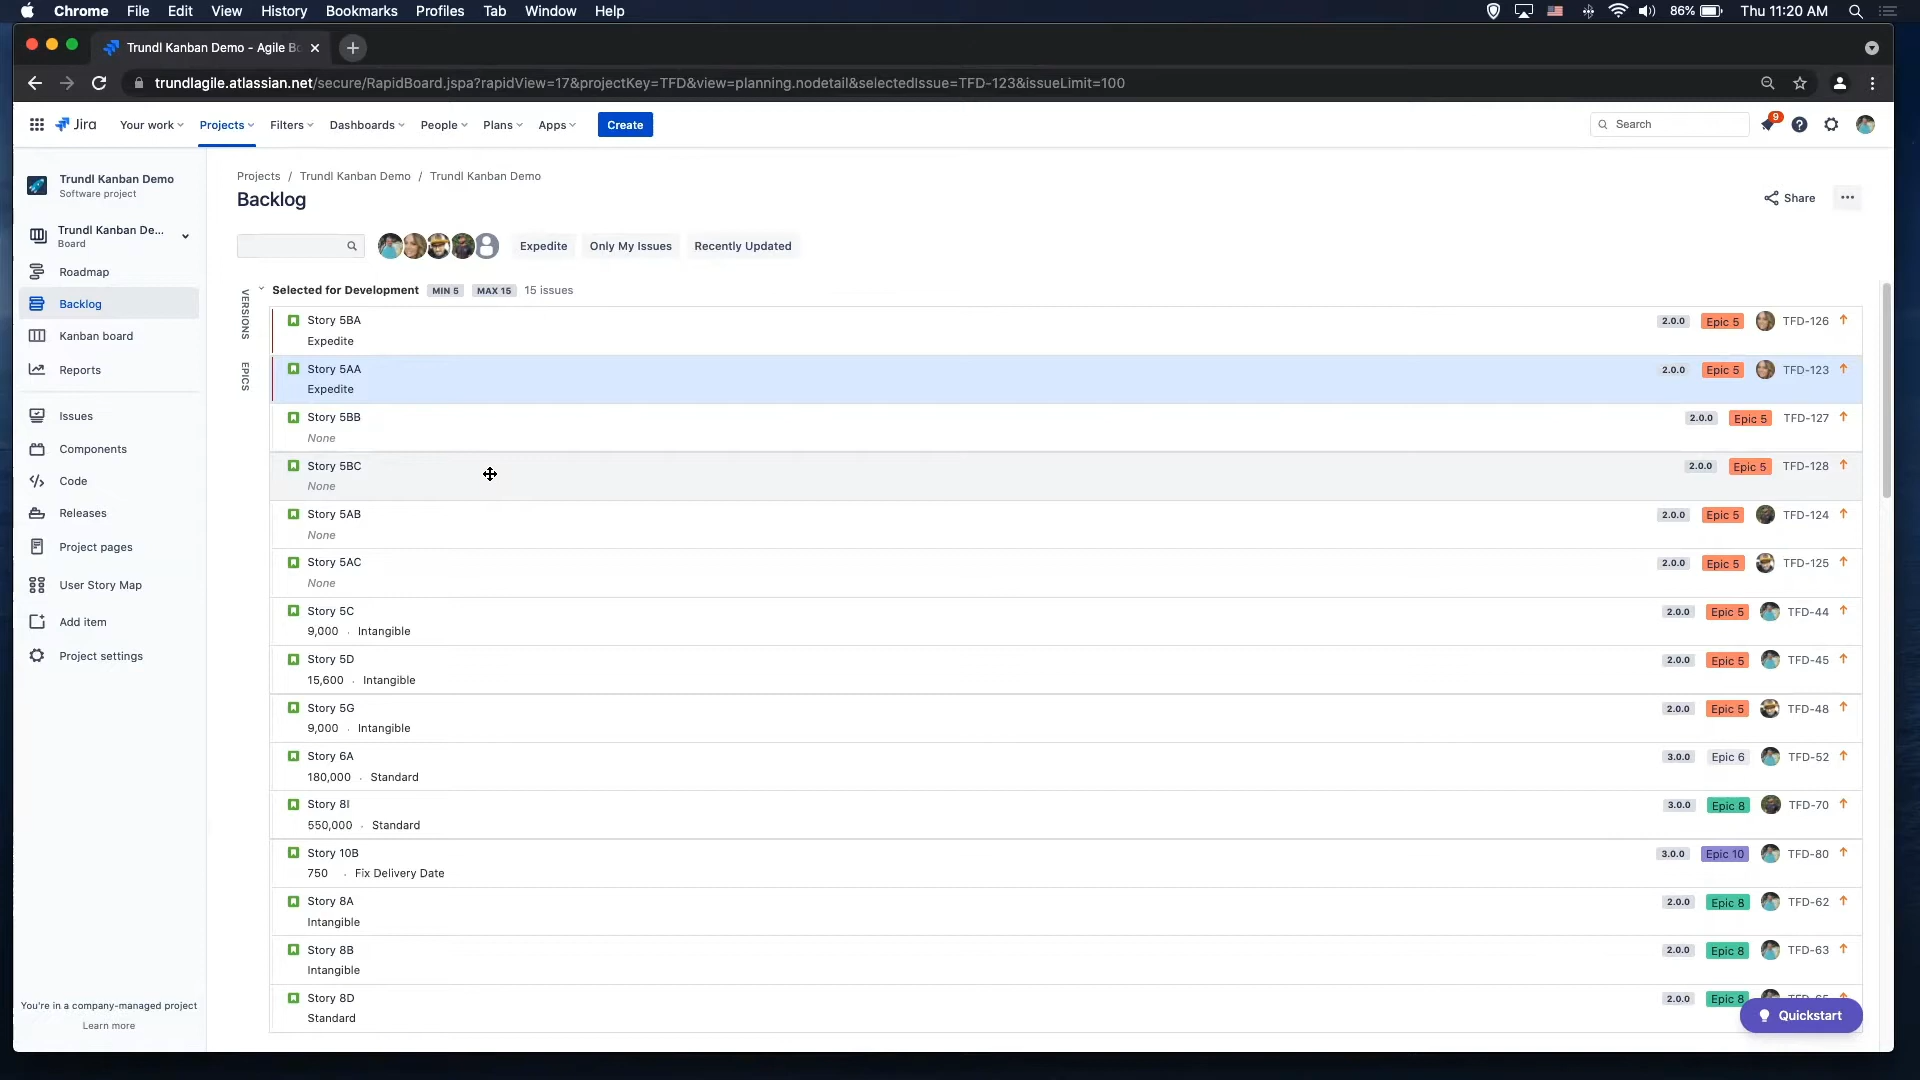 Chrome File Edit View History Bookmarks Profiles Tab Window Help 86% Thu 11:20 AM
Trundl Kanban Demo - Agile Bo
trundlagile.atlassian.net/secure/RapidBoard.jspa?rapidView=17&projectKey=TFD&view=planning.nodetail&selectedIssue=TFD-123&issueLimit=100
Jira Your work Projects Filters Dashboards People Plans Apps Create Search 9
Trundl Kanban Demo
Software project
Trundl Kanban De...
Board
Roadmap
Backlog
Kanban board
Reports
Issues
Components
Code
Releases
Project pages
User Story Map
Add item
Project settings
You're in a company-managed project
Learn more
Projects / Trundl Kanban Demo / Trundl Kanban Demo
Backlog
Share
Expedite Only My Issues Recently Updated
VERSIONS
EPICS
Selected for Development MIN 5 MAX 15 15 issues
Story 5BA 2.0.0 Epic 5 TFD-126
Expedite
Story 5AA 2.0.0 Epic 5 TFD-123
Expedite
Story 5BB 2.0.0 Epic 5 TFD-127
None
Story 5BC 2.0.0 Epic 5 TFD-128
None
Story 5AB 2.0.0 Epic 5 TFD-124
None
Story 5AC 2.0.0 Epic 5 TFD-125
None
Story 5C 2.0.0 Epic 5 TFD-44
9,000 · Intangible
Story 5D 2.0.0 Epic 5 TFD-45
15,600 · Intangible
Story 5G 2.0.0 Epic 5 TFD-48
9,000 · Intangible
Story 6A 3.0.0 Epic 6 TFD-52
180,000 · Standard
Story 8I 3.0.0 Epic 8 TFD-70
550,000 · Standard
Story 10B 3.0.0 Epic 10 TFD-80
750 · Fix Delivery Date
Story 8A 2.0.0 Epic 8 TFD-62
Intangible
Story 8B 2.0.0 Epic 8 TFD-63
Intangible
Story 8D 2.0.0 Epic 8
Standard
Quickstart